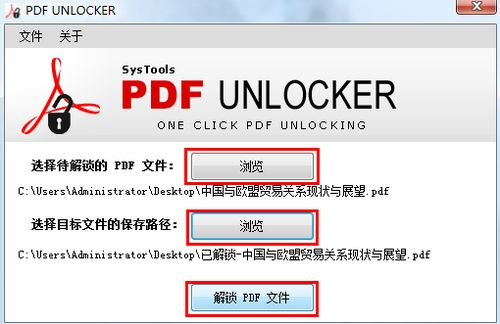 PDF UNLOCKER
文件 关于
SysTools
PDF UNLOCKER
ONE CLICK PDF UNLOCKING
选择待解锁的 PDF 文件: 浏览
C:\Users\Administrator\Desktop\中国与欧盟贸易关系现状与展望.pdf
选择目标文件的保存路径: 浏览
C:\Users\Administrator\Desktop\已解锁-中国与欧盟贸易关系现状与展望.pdf
解锁 PDF 文件